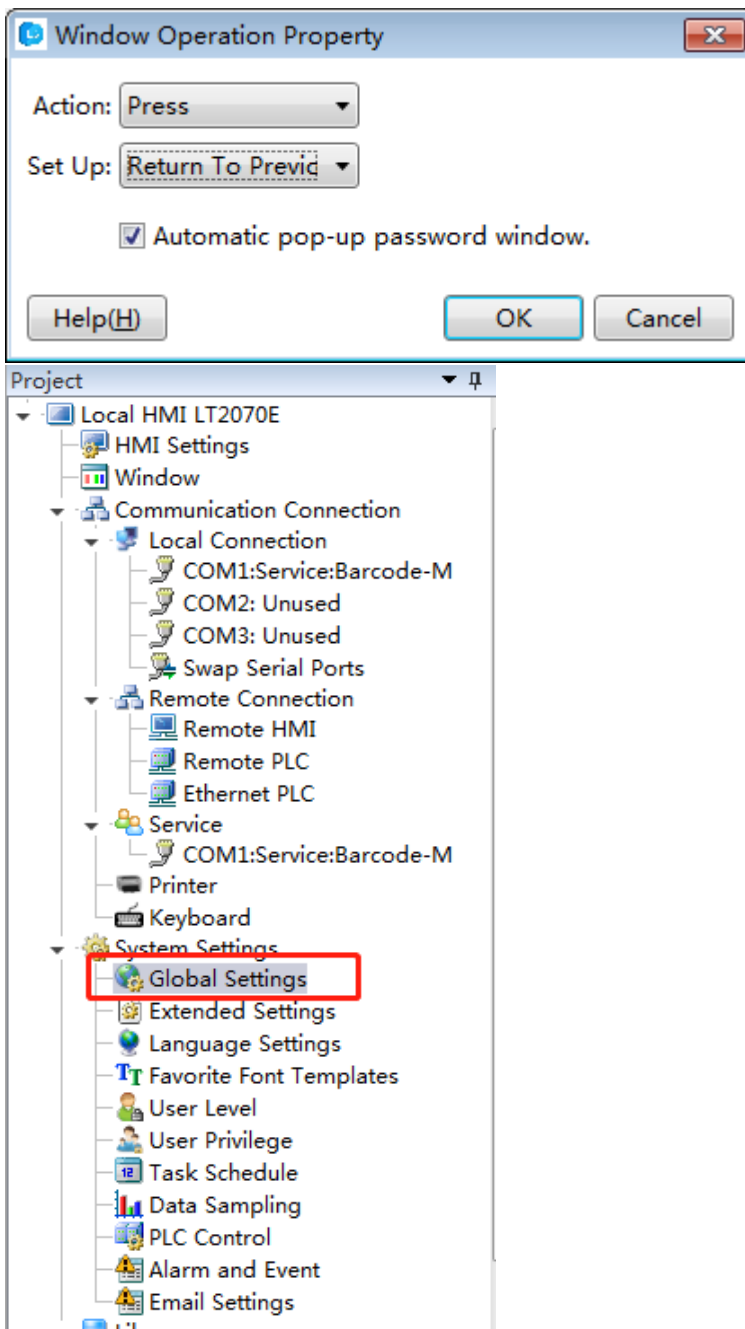 Window Operation Property
Action: Press
Set Up: Return To Previc
Automatic pop-up password window.
Help(H) OK Cancel
Project
Local HMI LT2070E
HMI Settings
Window
Communication Connection
Local Connection
COM1:Service:Barcode-M
COM2: Unused
COM3: Unused
Swap Serial Ports
Remote Connection
Remote HMI
Remote PLC
Ethernet PLC
Service
COM1:Service:Barcode-M
Printer
Keyboard
System Settings
Global Settings
Extended Settings
Language Settings
Favorite Font Templates
User Level
User Privilege
Task Schedule
Data Sampling
PLC Control
Alarm and Event
Email Settings